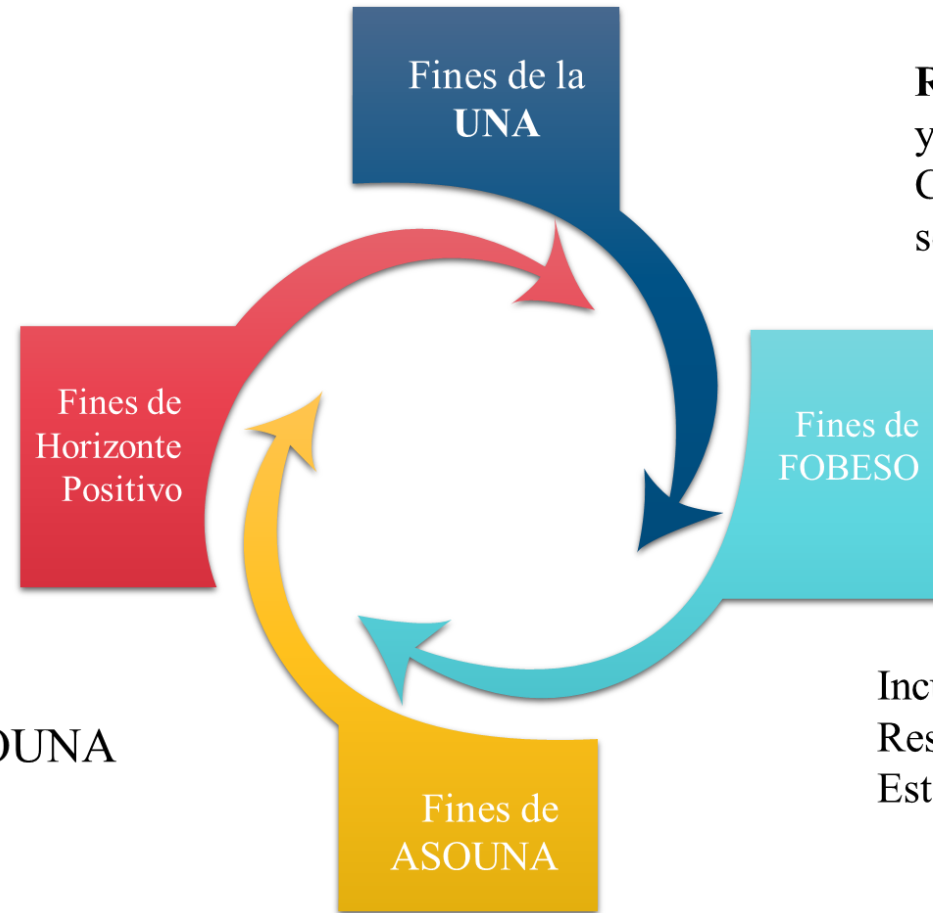 Fines de la
UNA
Fines de
FOBESO
Fines de
ASOUNA
Fines de
Horizonte
Positivo
y